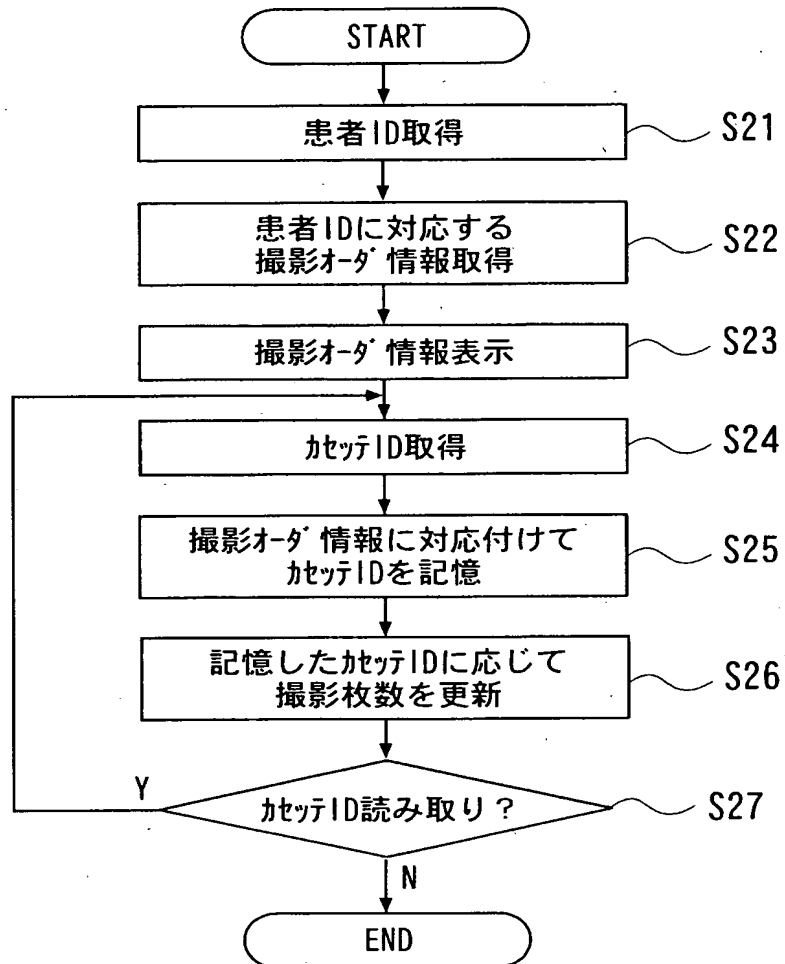 START
患者ID取得
S21
患者IDに対応する
撮影ｵｰﾀﾞ情報取得
S22
撮影ｵｰﾀﾞ情報表示
S23
ｶｾｯﾃID取得
S24
撮影ｵｰﾀﾞ情報に対応付けて
ｶｾｯﾃIDを記憶
S25
記憶したｶｾｯﾃIDに応じて
撮影枚数を更新
S26
Y
ｶｾｯﾃID読み取り？
S27
N
END